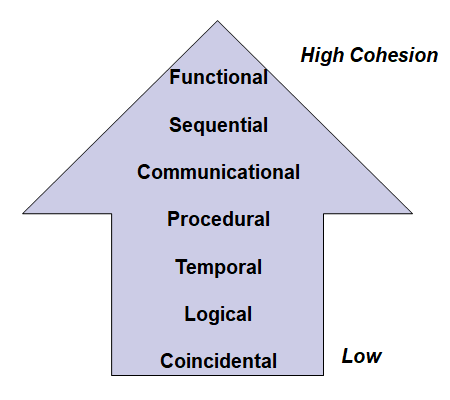 High Cohesion
Functional
Sequential
Communicational
Procedural
Temporal
Logical
Coincidental
Low